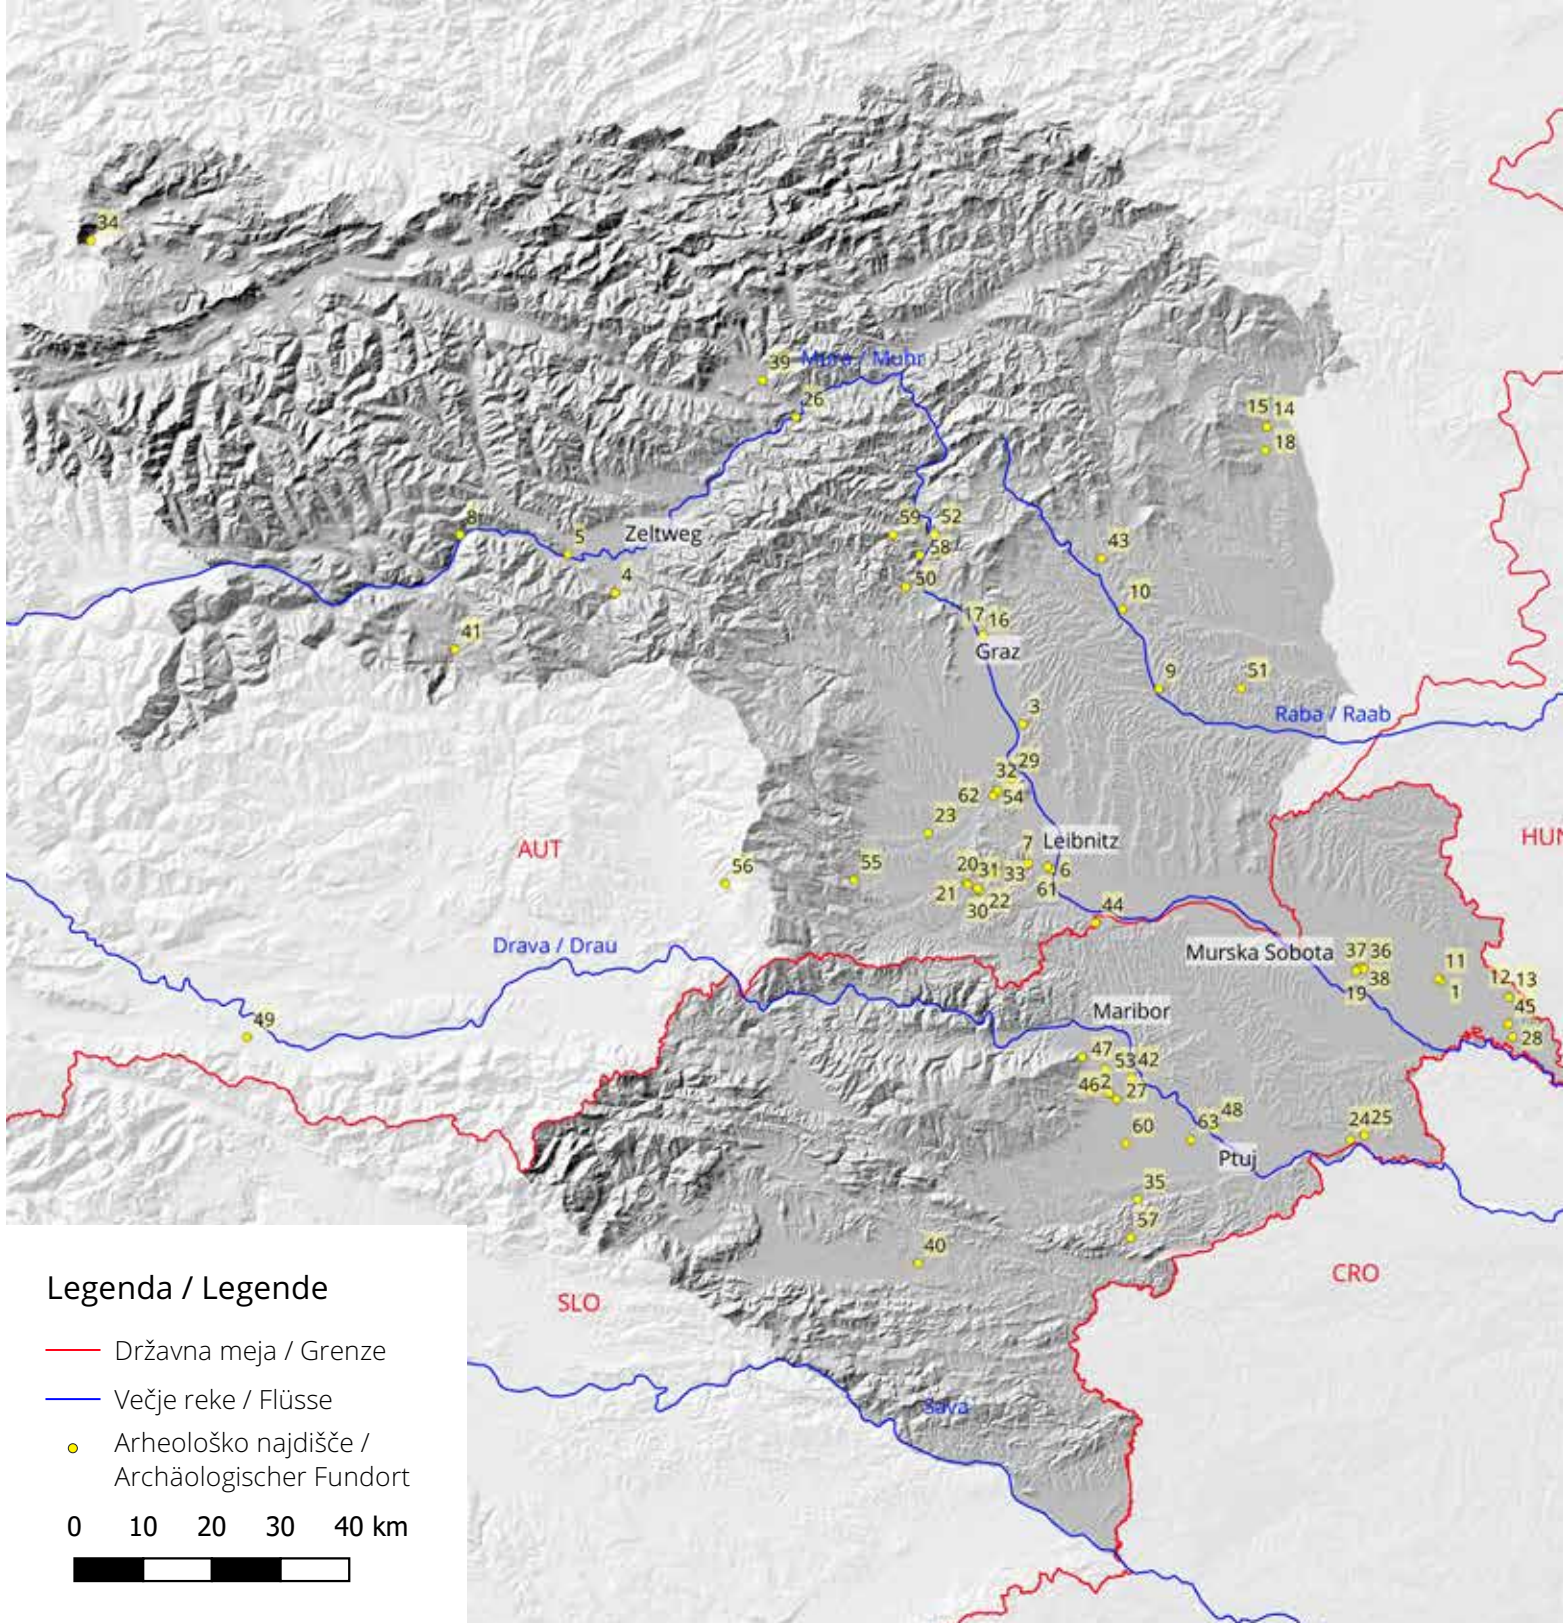 34
39
Mura / Muhr
26
15 14
18
8
5
Zeltweg
59
52
58
4
50
43
10
17 16
Graz
41
9
51
3
Raba / Raab
29
32
62
54
23
AUT
7
Leibnitz
HUN
56
55
20
31
33
6
21
22
61
30
44
Drava / Drau
Murska Sobota
37 36
38
19
11
1
12 13
45
28
49
Maribor
47
53 42
46 2
27
60
63
48
24 25
Ptuj
35
57
40
SLO
CRO
Sava
Legenda / Legende
Državna meja / Grenze
Večje reke / Flüsse
Arheološko najdišče /
Archäologischer Fundort
0 10 20 30 40 km